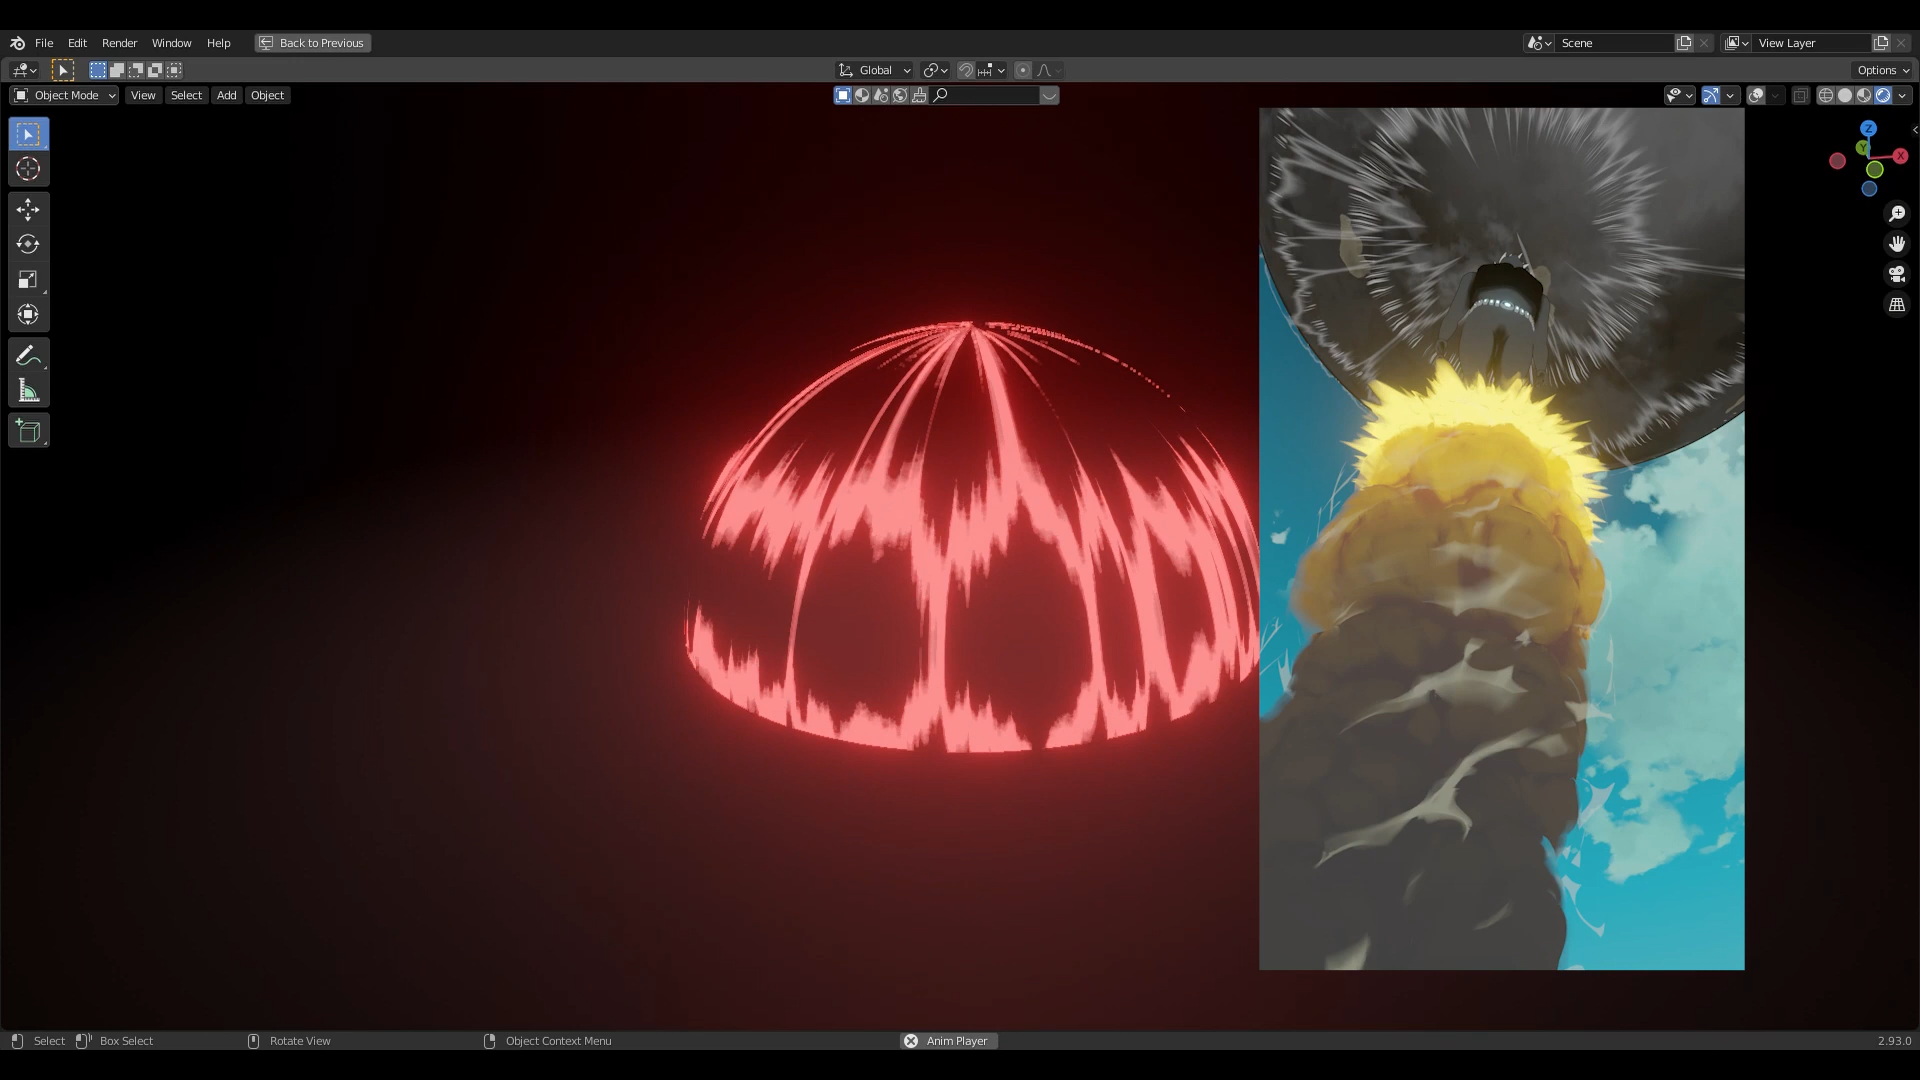 File Edit Render Window Help Back to Previous Scene View Layer
Global Options
Object Mode View Select Add Object
Z
Y
X
Select Box Select Rotate View Object Context Menu Anim Player 2.93.0